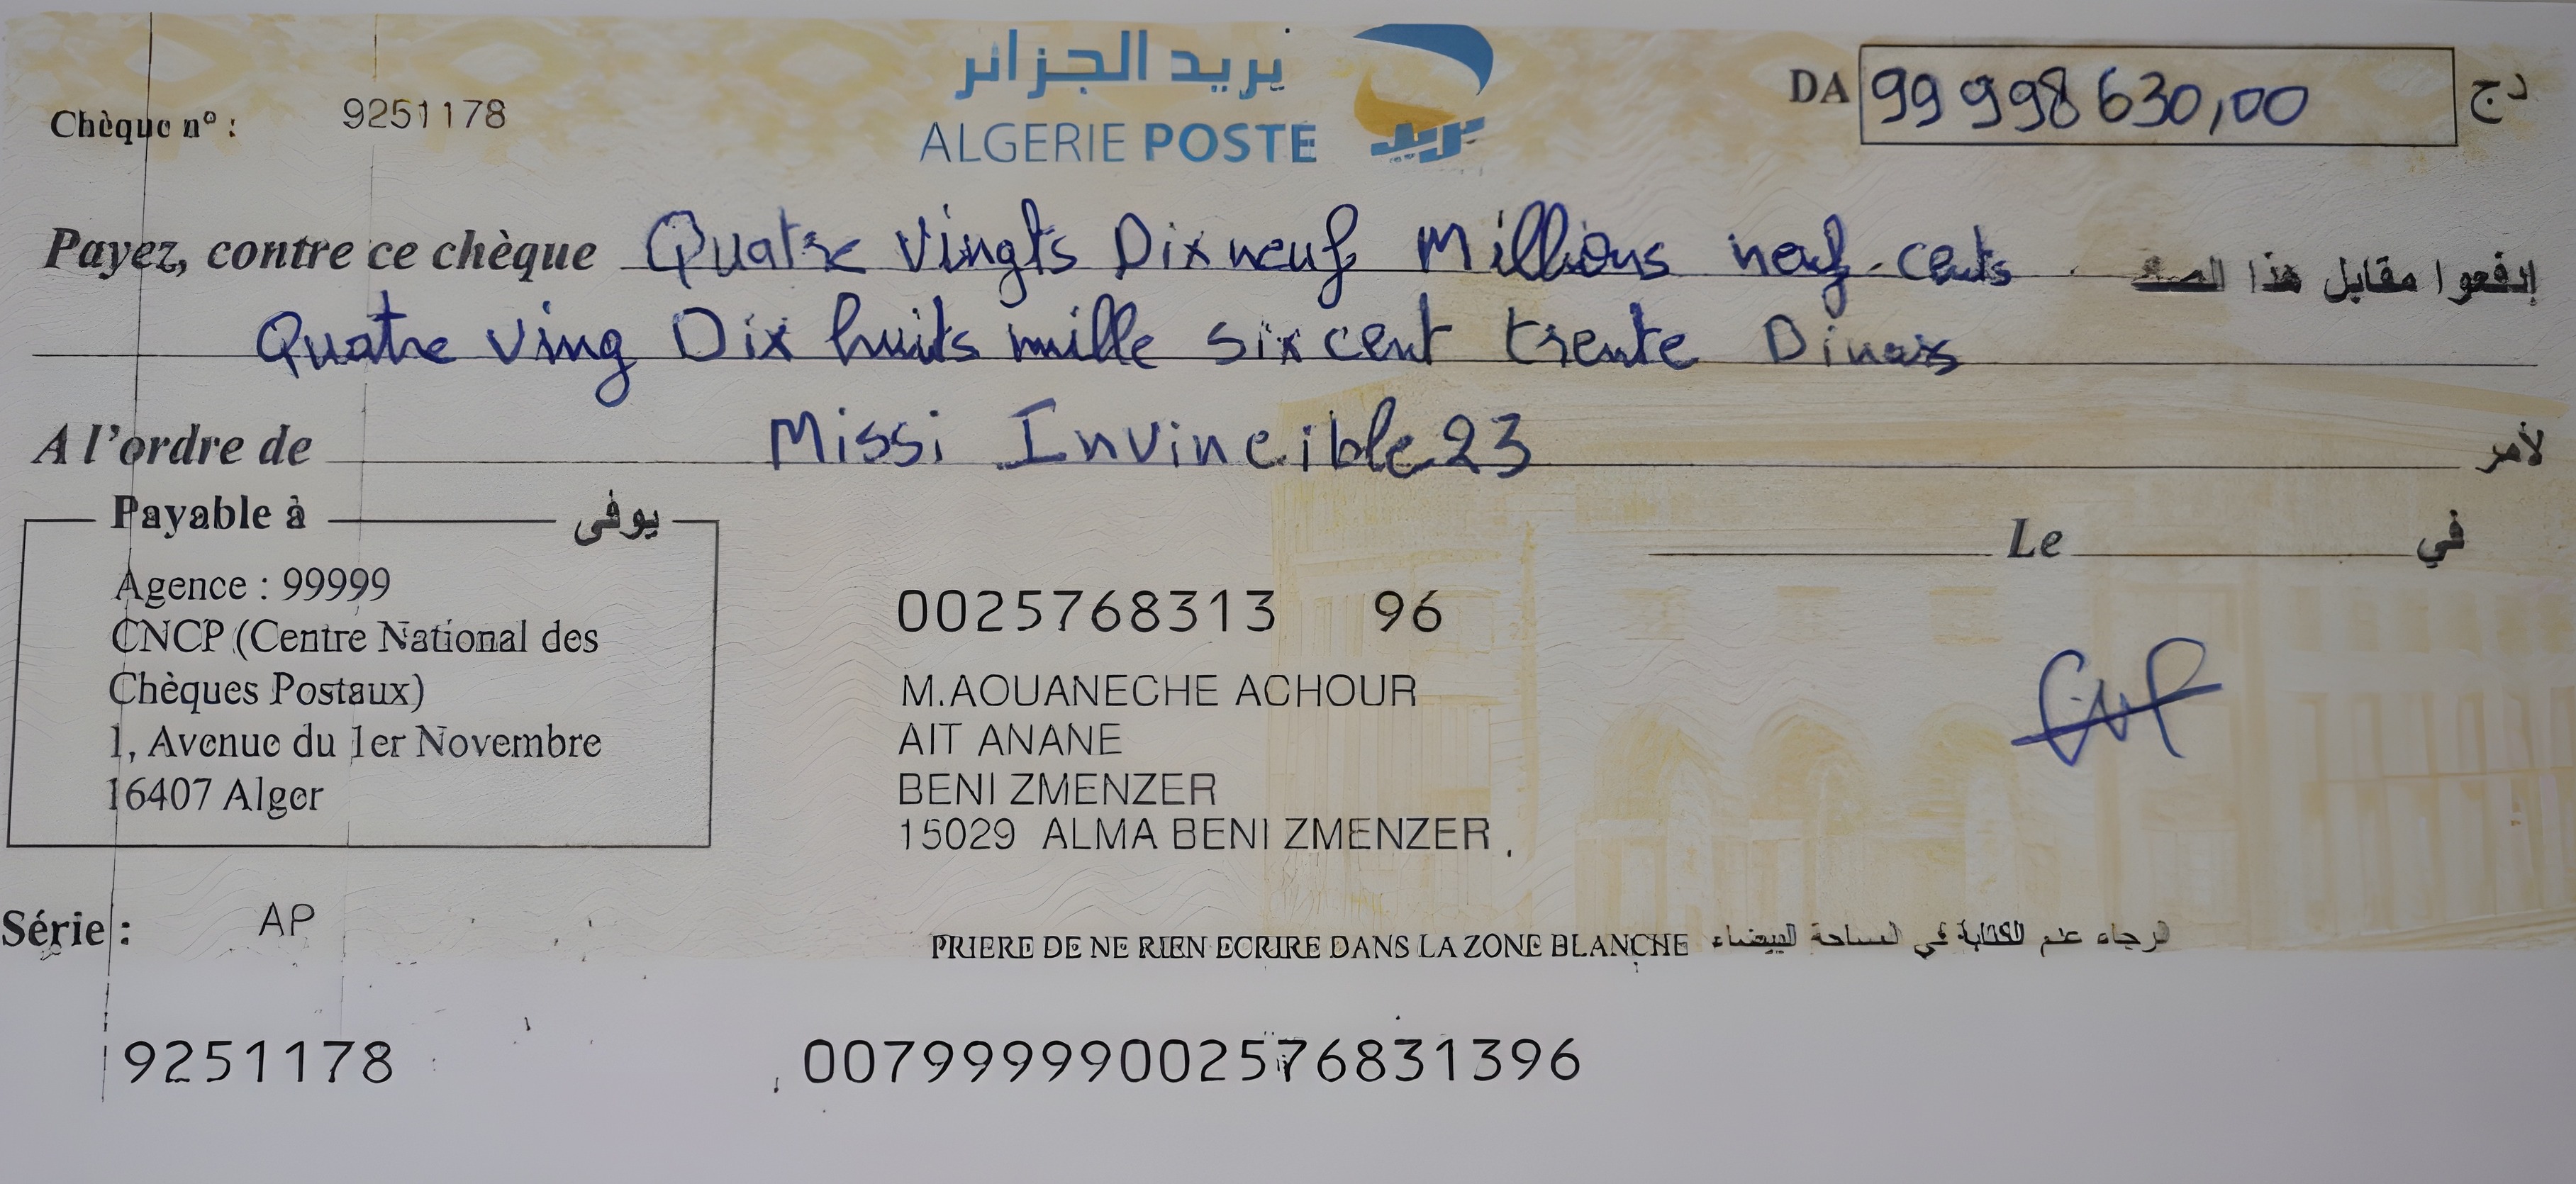 بريد الجزائر
ALGERIE POSTE
بريد
Chèque n° : 9251178
DA 99 998 630,00 دج
Payez, contre ce chèque Quatre Vingts Dix neuf Millions neuf cents إدفعوا مقابل هذا الصك
Quatre Ving Dix huits mille six cent trente Dinars
A l'ordre de Missi Invincible23 لأمر
Payable à يوفى
Agence : 99999
CNCP (Centre National des
Chèques Postaux)
1, Avenue du 1er Novembre
16407 Alger
Le في
0025768313 96
M.AOUANECHE ACHOUR
AIT ANANE
BENI ZMENZER
15029 ALMA BENI ZMENZER
Série : AP
PRIERE DE NE RIEN ECRIRE DANS LA ZONE BLANCHE الرجاء عدم الكتابة في المساحة البيضاء
9251178 00799999002576831396